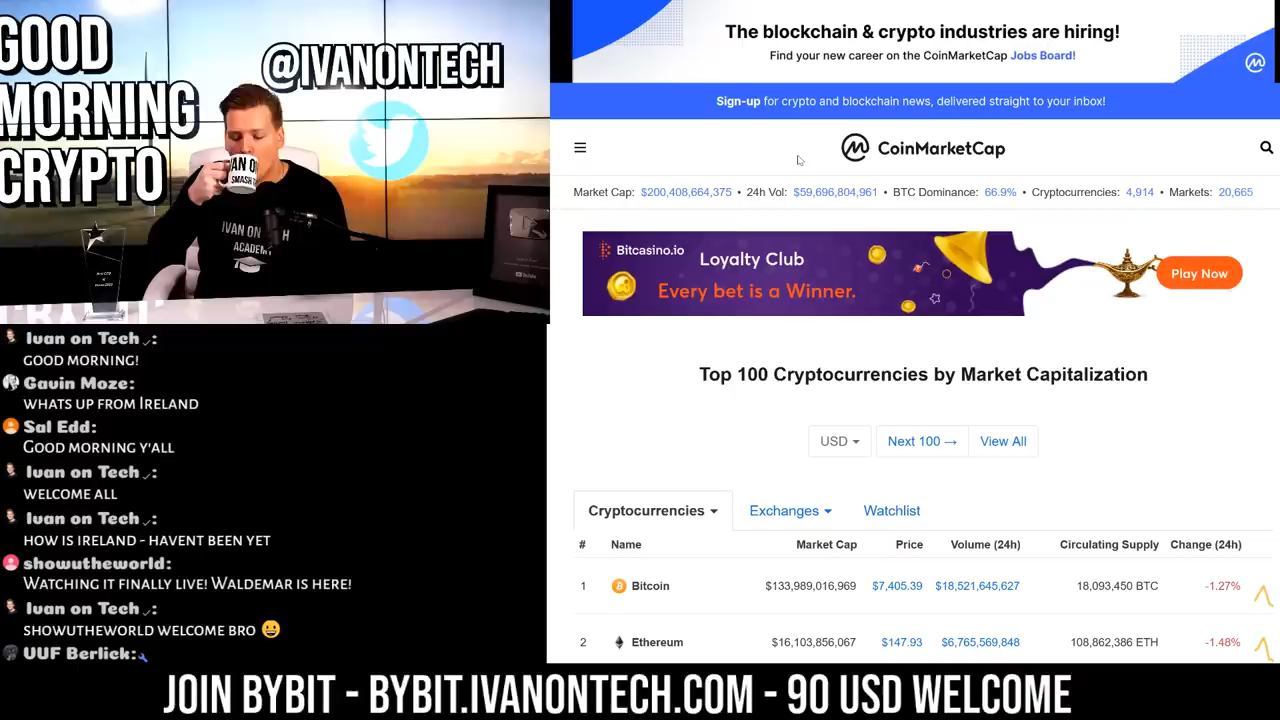 GOOD
MORNING
CRYPTO
@IVANONTECH
IVAN ON
ACADEMY
Ivan on Tech ✓:
GOOD MORNING!
Gavin Moze:
WHATS UP FROM IRELAND
Sal Edd:
GOOD MORNING Y'ALL
Ivan on Tech ✓:
WELCOME ALL
Ivan on Tech ✓:
HOW IS IRELAND - HAVENT BEEN YET
showutheworld:
WATCHING IT FINALLY LIVE! WALDEMAR IS HERE!
Ivan on Tech ✓:
SHOWUTHEWORLD WELCOME BRO 😀
UUF Berlick:
The blockchain & crypto industries are hiring!
Find your new career on the CoinMarketCap Jobs Board!
Sign-up for crypto and blockchain news, delivered straight to your inbox!
CoinMarketCap
Market Cap: $200,408,664,375 • 24h Vol: $59,696,804,961 • BTC Dominance: 66.9% • Cryptocurrencies: 4,914 • Markets: 20,665
Bitcasino.io
Loyalty Club
Every bet is a Winner.
Play Now
Top 100 Cryptocurrencies by Market Capitalization
USD Next 100 → View All
Cryptocurrencies Exchanges Watchlist
# Name Market Cap Price Volume (24h) Circulating Supply Change (24h)
1 Bitcoin $133,989,016,969 $7,405.39 $18,521,645,627 18,093,450 BTC -1.27%
2 Ethereum $16,103,856,067 $147.93 $6,765,569,848 108,862,386 ETH -1.48%
JOIN BYBIT - BYBIT.IVANONTECH.COM - 90 USD WELCOME